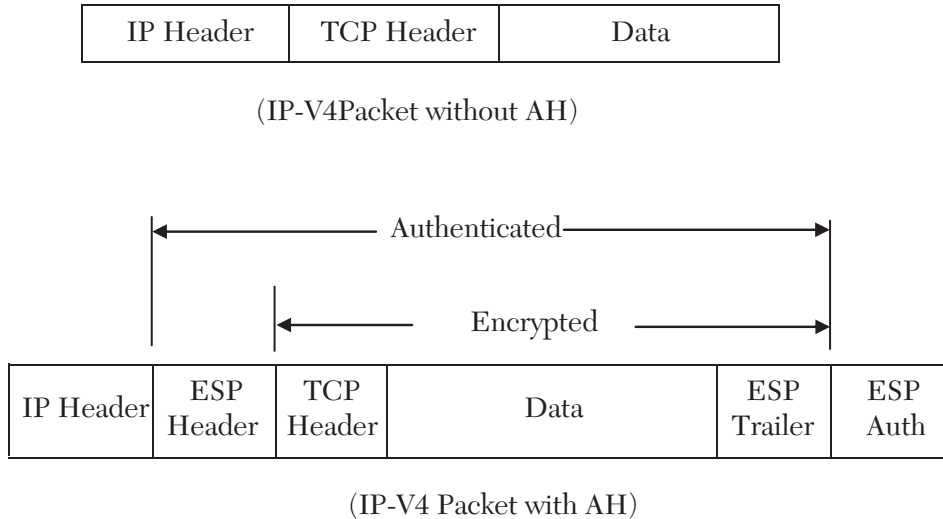 IP Header TCP Header Data
(IP-V4Packet without AH)
Authenticated
Encrypted
IP Header ESP Header TCP Header Data ESP Trailer ESP Auth
(IP-V4 Packet with AH)